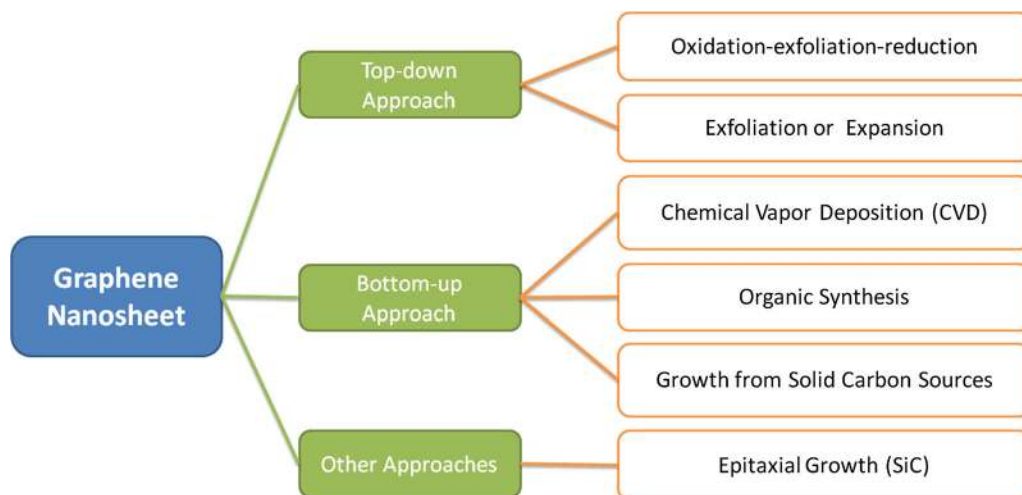 Graphene
Nanosheet
Top-down
Approach
Oxidation-exfoliation-reduction
Exfoliation or Expansion
Bottom-up
Approach
Chemical Vapor Deposition (CVD)
Organic Synthesis
Growth from Solid Carbon Sources
Other Approaches
Epitaxial Growth (SiC)